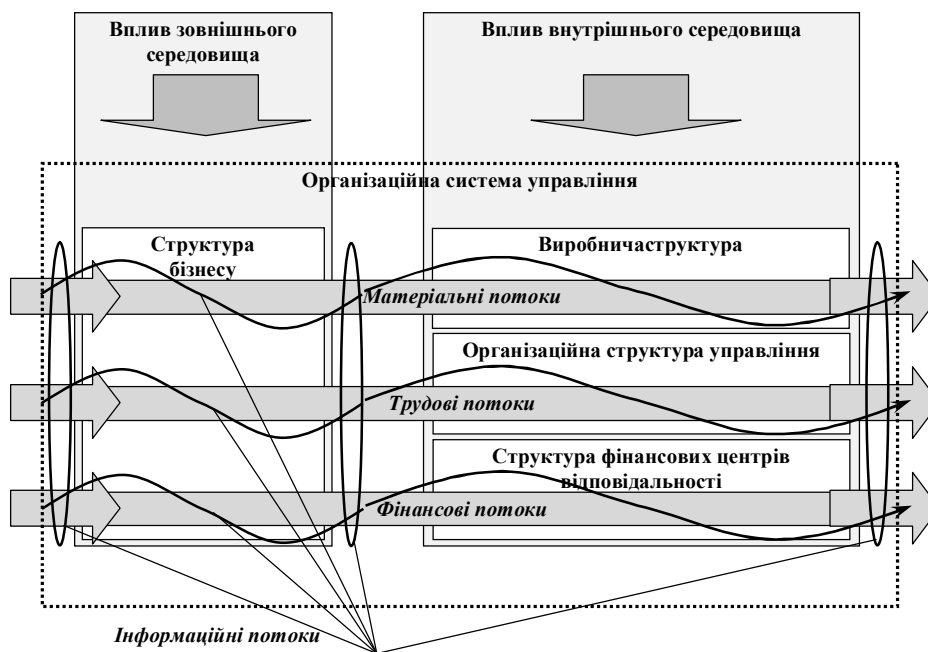 Вплив зовнішнього
середовища
Вплив внутрішнього середовища
Організаційна система управління
Структура
бізнесу
Виробничаструктура
Матеріальні потоки
Організаційна структура управління
Трудові потоки
Структура фінансових центрів
відповідальності
Фінансові потоки
Інформаційні потоки